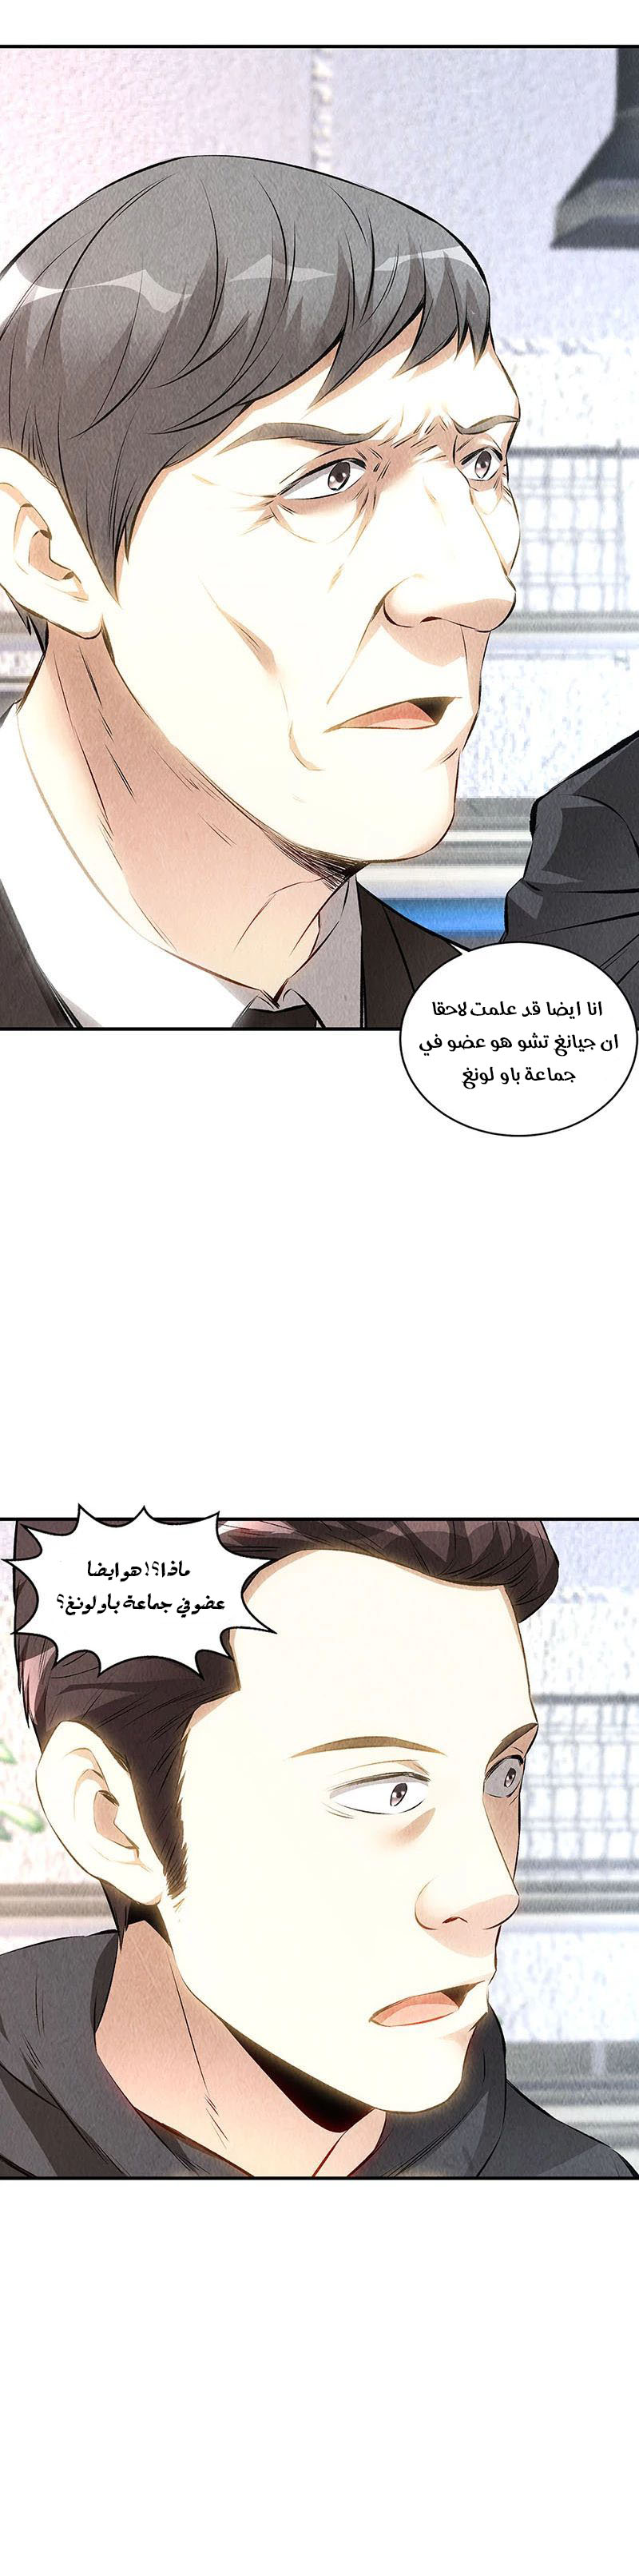 انا ايضا قد علمت لاحقا
ان جيانغ تشو هو عضو في
جماعة باو لونغ
ماذا؟! هو ايضا
عضو في جماعة باو لونغ؟